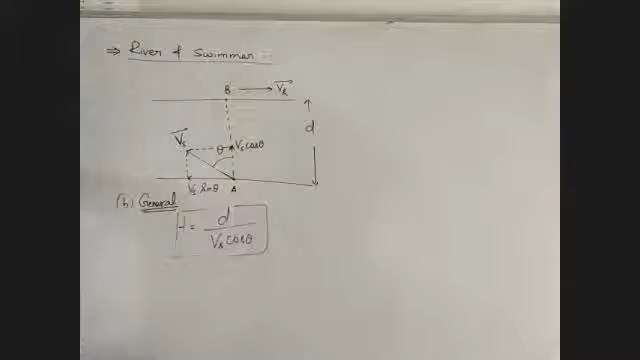 ⇒ River & Swimmer :
B → V_R
d
V_s θ V_s cosθ
V_s sinθ A
(b) General
t = d / V_s cosθ